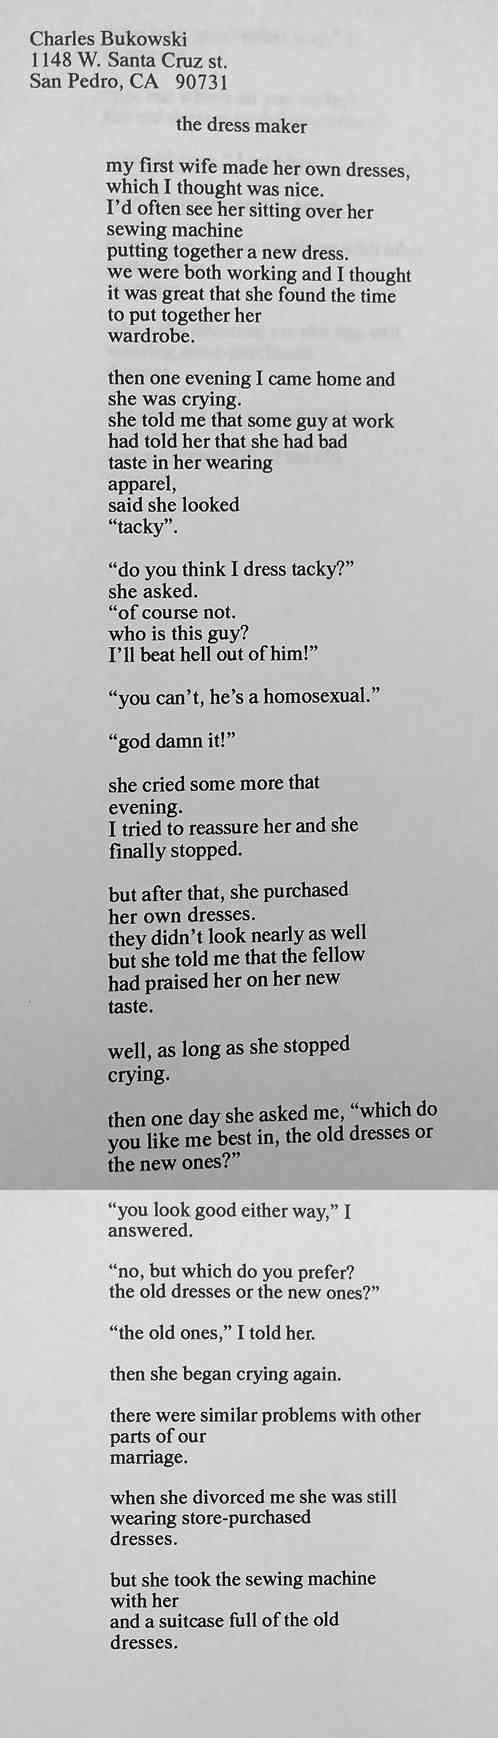 Charles Bukowski
1148 W. Santa Cruz st.
San Pedro, CA 90731
the dress maker
my first wife made her own dresses,
which I thought was nice.
I'd often see her sitting over her
sewing machine
putting together a new dress.
we were both working and I thought
it was great that she found the time
to put together her
wardrobe.
then one evening I came home and
she was crying.
she told me that some guy at work
had told her that she had bad
taste in her wearing
apparel,
said she looked
“tacky”.
“do you think I dress tacky?”
she asked.
“of course not.
who is this guy?
I'll beat hell out of him!”
“you can't, he's a homosexual.”
“god damn it!”
she cried some more that
evening.
I tried to reassure her and she
finally stopped.
but after that, she purchased
her own dresses.
they didn't look nearly as well
but she told me that the fellow
had praised her on her new
taste.
well, as long as she stopped
crying.
then one day she asked me, “which do
you like me best in, the old dresses or
the new ones?”
“you look good either way,” I
answered.
“no, but which do you prefer?
the old dresses or the new ones?”
“the old ones,” I told her.
then she began crying again.
there were similar problems with other
parts of our
marriage.
when she divorced me she was still
wearing store-purchased
dresses.
but she took the sewing machine
with her
and a suitcase full of the old
dresses.